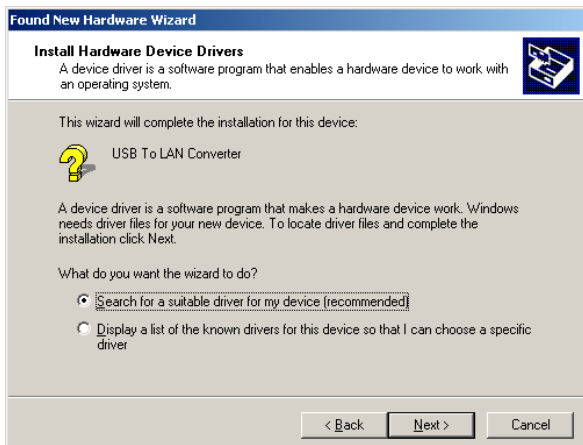 Found New Hardware Wizard
Install Hardware Device Drivers
A device driver is a software program that enables a hardware device to work with
an operating system.
This wizard will complete the installation for this device:
USB To LAN Converter
A device driver is a software program that makes a hardware device work. Windows
needs driver files for your new device. To locate driver files and complete the
installation click Next.
What do you want the wizard to do?
Search for a suitable driver for my device (recommended)
Display a list of the known drivers for this device so that I can choose a specific
driver
< Back Next > Cancel